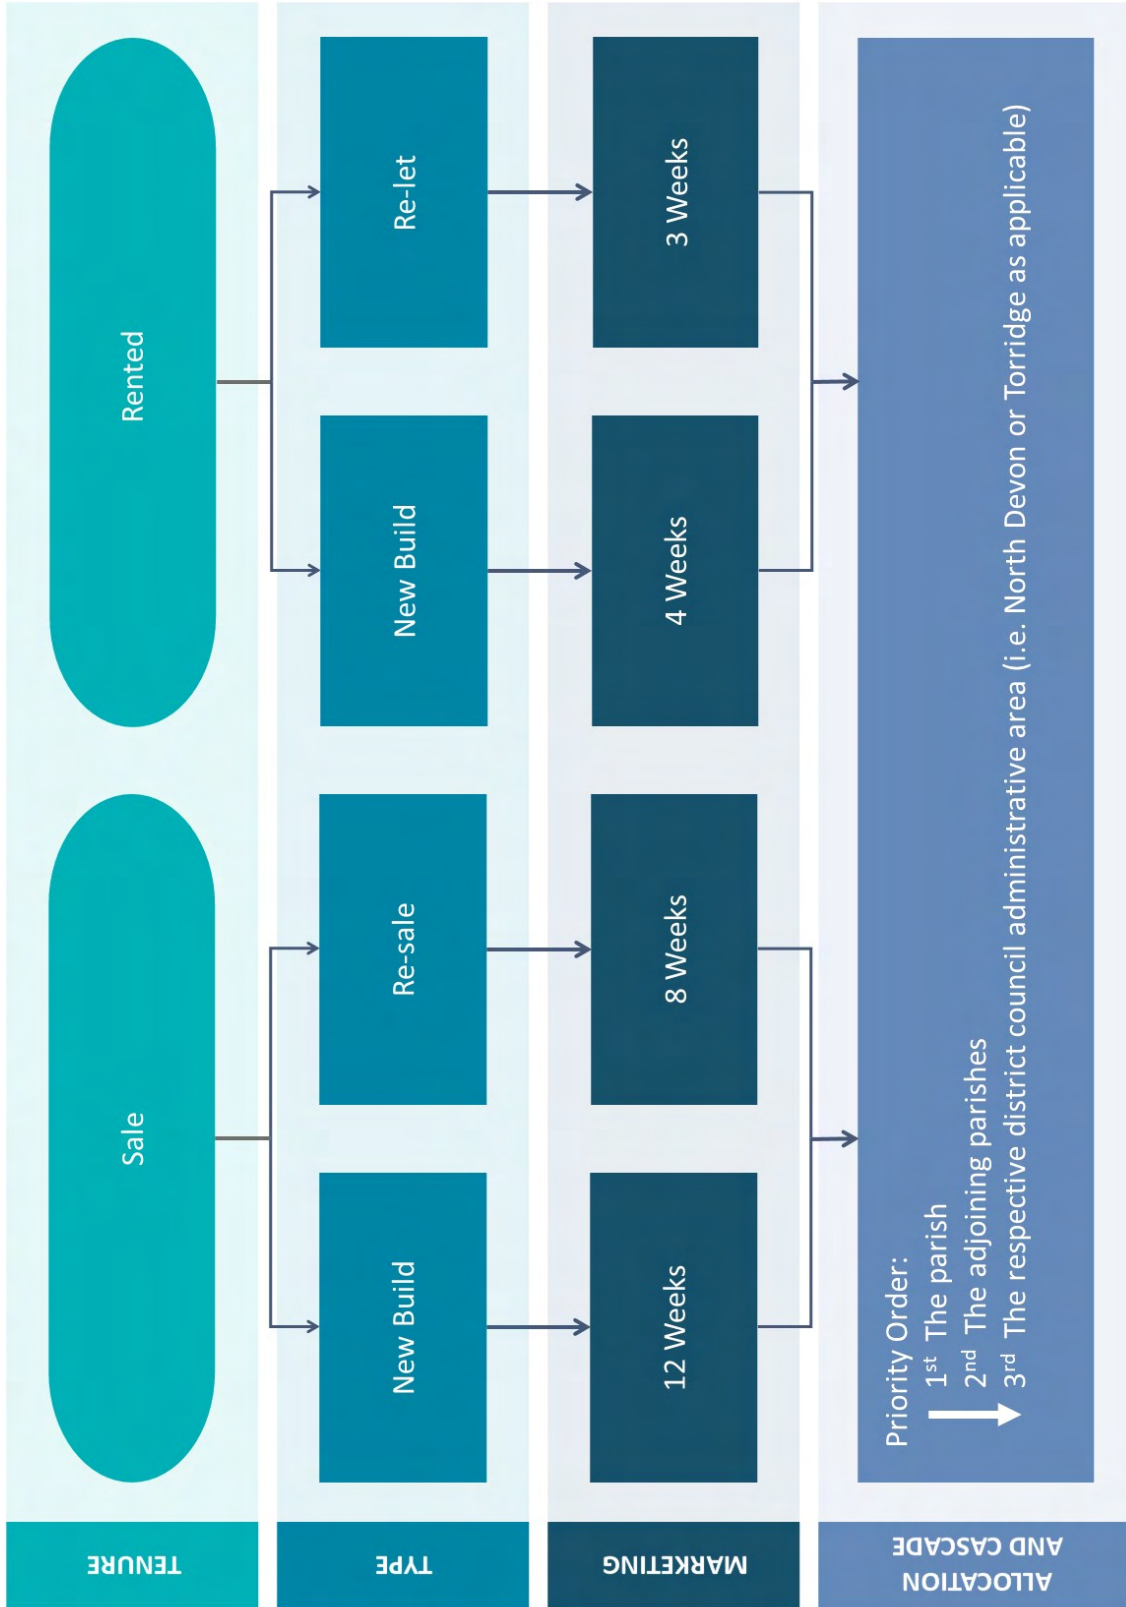 TENURE
Sale
Rented
TYPE
New Build
Re-sale
New Build
Re-let
MARKETING
12 Weeks
8 Weeks
4 Weeks
3 Weeks
ALLOCATION
AND CASCADE
Priority Order:
1st The parish
2nd The adjoining parishes
3rd The respective district council administrative area (i.e. North Devon or Torridge as applicable)